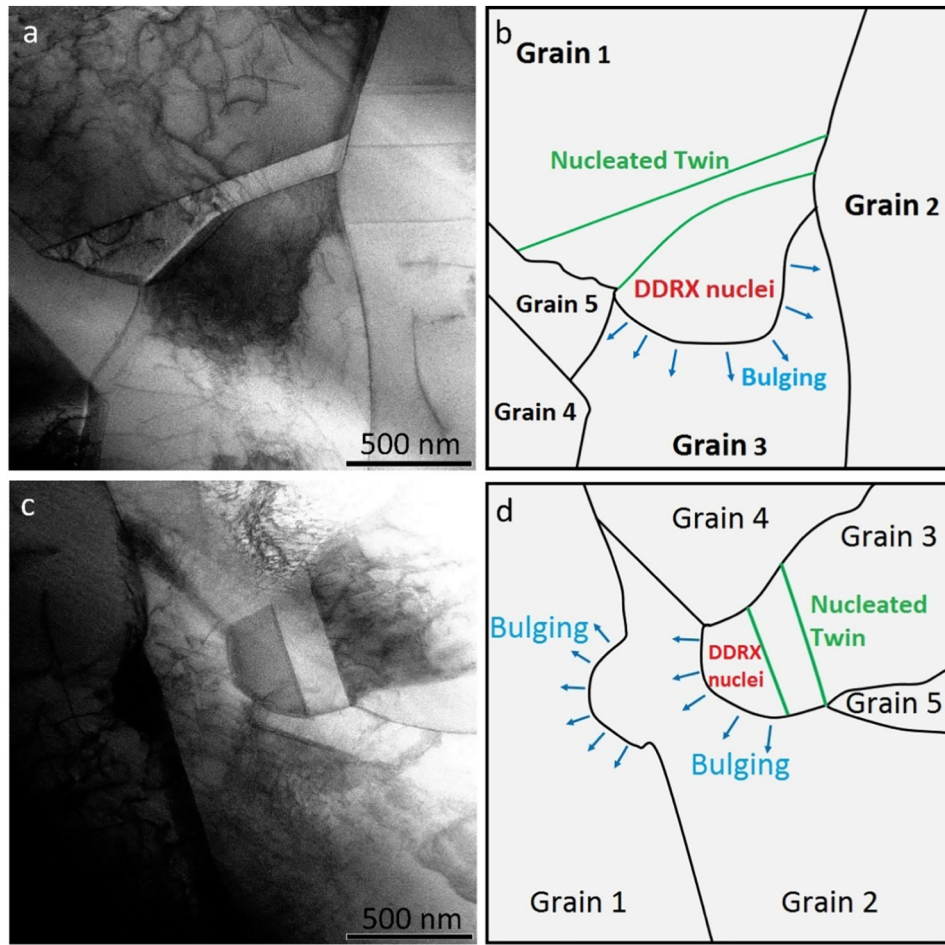 a
500 nm
b
Grain 1
Nucleated Twin
Grain 2
DDRX nuclei
Grain 5
Bulging
Grain 4
Grain 3
c
500 nm
d
Grain 4
Grain 3
Nucleated
Twin
Bulging
DDRX
nuclei
Grain 5
Bulging
Grain 1
Grain 2